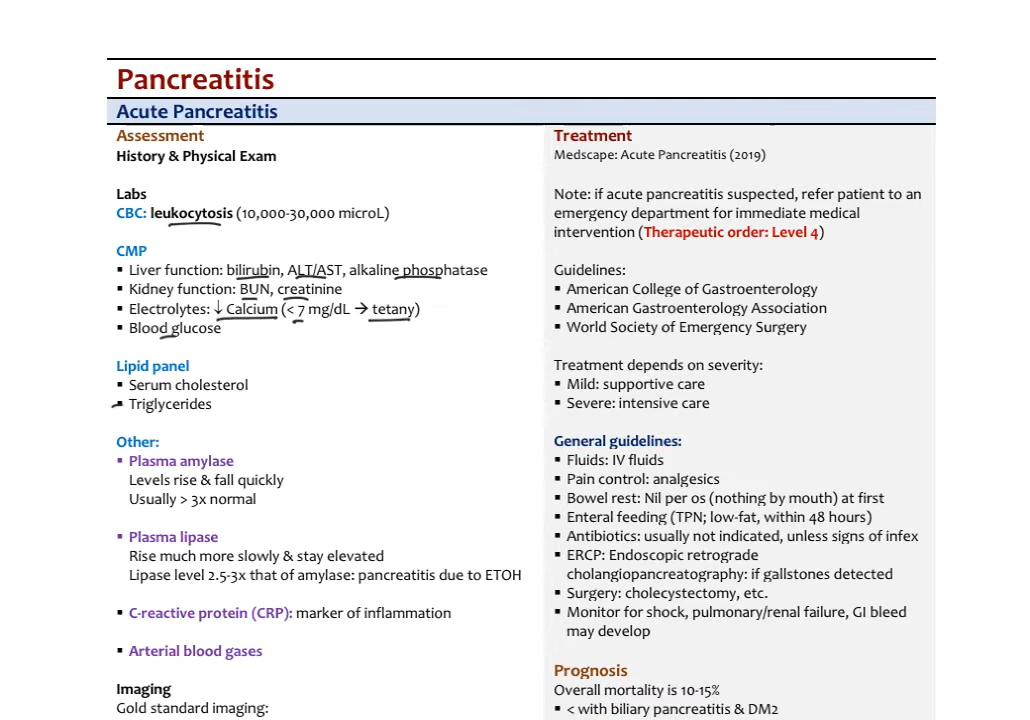 Pancreatitis
Acute Pancreatitis
Assessment
History & Physical Exam
Labs
CBC: leukocytosis (10,000-30,000 microL)
CMP
▪ Liver function: bilirubin, ALT/AST, alkaline phosphatase
▪ Kidney function: BUN, creatinine
▪ Electrolytes: ↓ Calcium (< 7 mg/dL → tetany)
▪ Blood glucose
Lipid panel
▪ Serum cholesterol
▪ Triglycerides
Other:
▪ Plasma amylase
Levels rise & fall quickly
Usually > 3x normal
▪ Plasma lipase
Rise much more slowly & stay elevated
Lipase level 2.5-3x that of amylase: pancreatitis due to ETOH
▪ C-reactive protein (CRP): marker of inflammation
▪ Arterial blood gases
Imaging
Gold standard imaging:
Treatment
Medscape: Acute Pancreatitis (2019)
Note: if acute pancreatitis suspected, refer patient to an
emergency department for immediate medical
intervention (Therapeutic order: Level 4)
Guidelines:
▪ American College of Gastroenterology
▪ American Gastroenterology Association
▪ World Society of Emergency Surgery
Treatment depends on severity:
▪ Mild: supportive care
▪ Severe: intensive care
General guidelines:
▪ Fluids: IV fluids
▪ Pain control: analgesics
▪ Bowel rest: Nil per os (nothing by mouth) at first
▪ Enteral feeding (TPN; low-fat, within 48 hours)
▪ Antibiotics: usually not indicated, unless signs of infex
▪ ERCP: Endoscopic retrograde
cholangiopancreatography: if gallstones detected
▪ Surgery: cholecystectomy, etc.
▪ Monitor for shock, pulmonary/renal failure, GI bleed
may develop
Prognosis
Overall mortality is 10-15%
▪ < with biliary pancreatitis & DM2